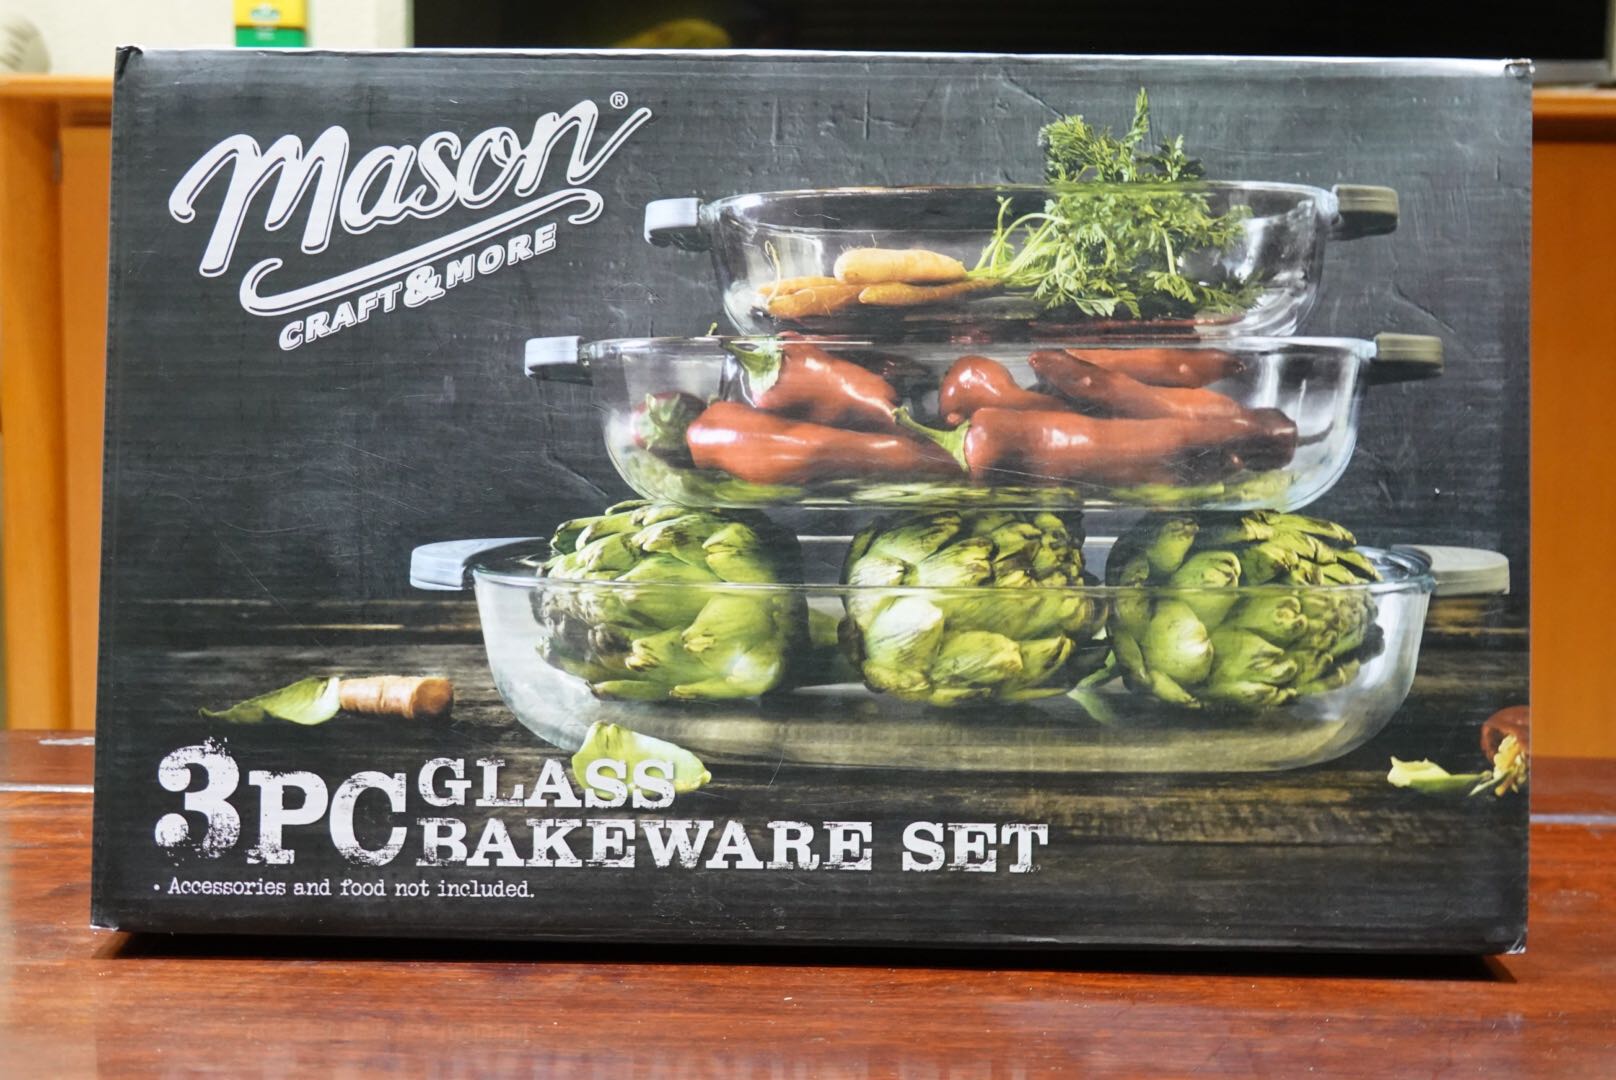 Mason®
CRAFT & MORE
3PC GLASS
BAKEWARE SET
• Accessories and food not included.